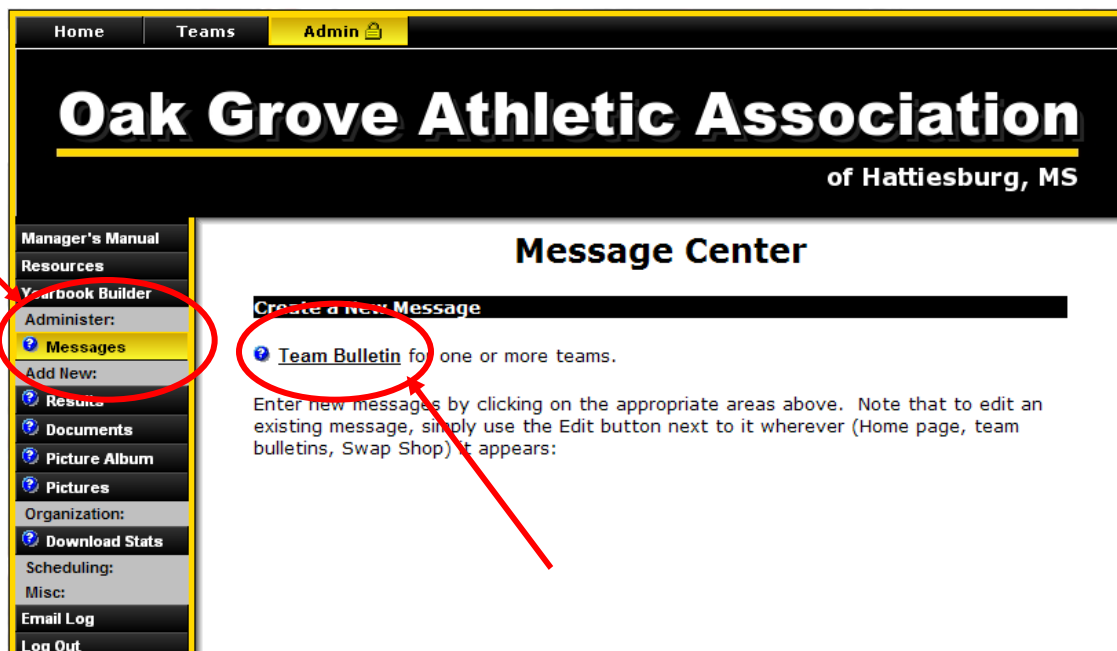 Home Teams Admin
Oak Grove Athletic Association
of Hattiesburg, MS
Manager's Manual
Resources
Yearbook Builder
Administer:
Messages
Add New:
Results
Documents
Picture Album
Pictures
Organization:
Download Stats
Scheduling:
Misc:
Email Log
Log Out
Message Center
Create a New Message
Team Bulletin for one or more teams.
Enter new messages by clicking on the appropriate areas above. Note that to edit an
existing message, simply use the Edit button next to it wherever (Home page, team
bulletins, Swap Shop) it appears: